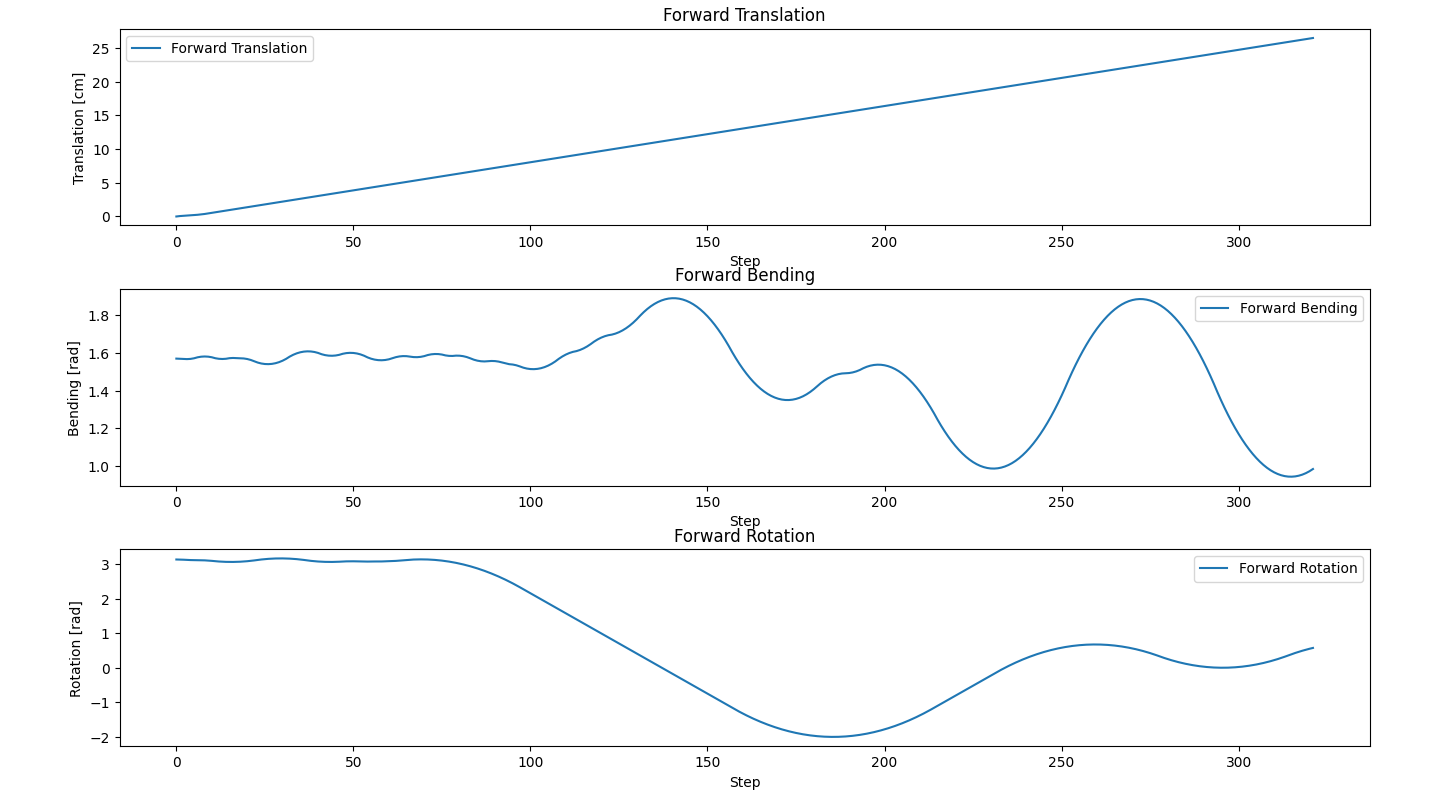 Forward Translation
Forward Translation
Translation [cm]
25
20
15
10
5
0
0 50 100 150 200 250 300
Step
Forward Bending
Forward Bending
Bending [rad]
1.8
1.6
1.4
1.2
1.0
0 50 100 150 200 250 300
Step
Forward Rotation
Forward Rotation
Rotation [rad]
3
2
1
0
−1
−2
0 50 100 150 200 250 300
Step